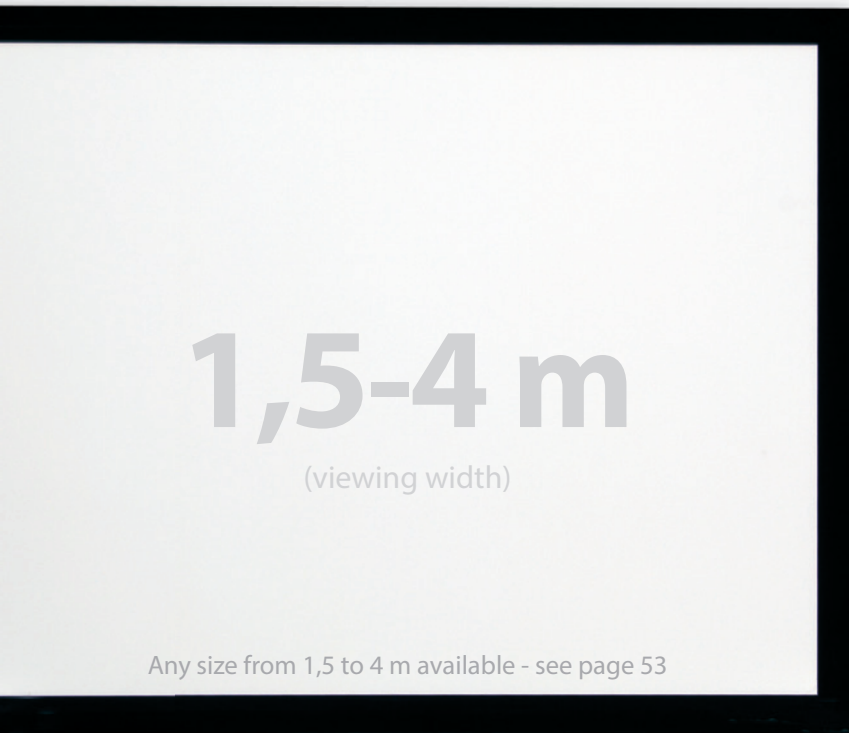 1,5-4 m
(viewing width)
Any size from 1,5 to 4 m available - see page 53